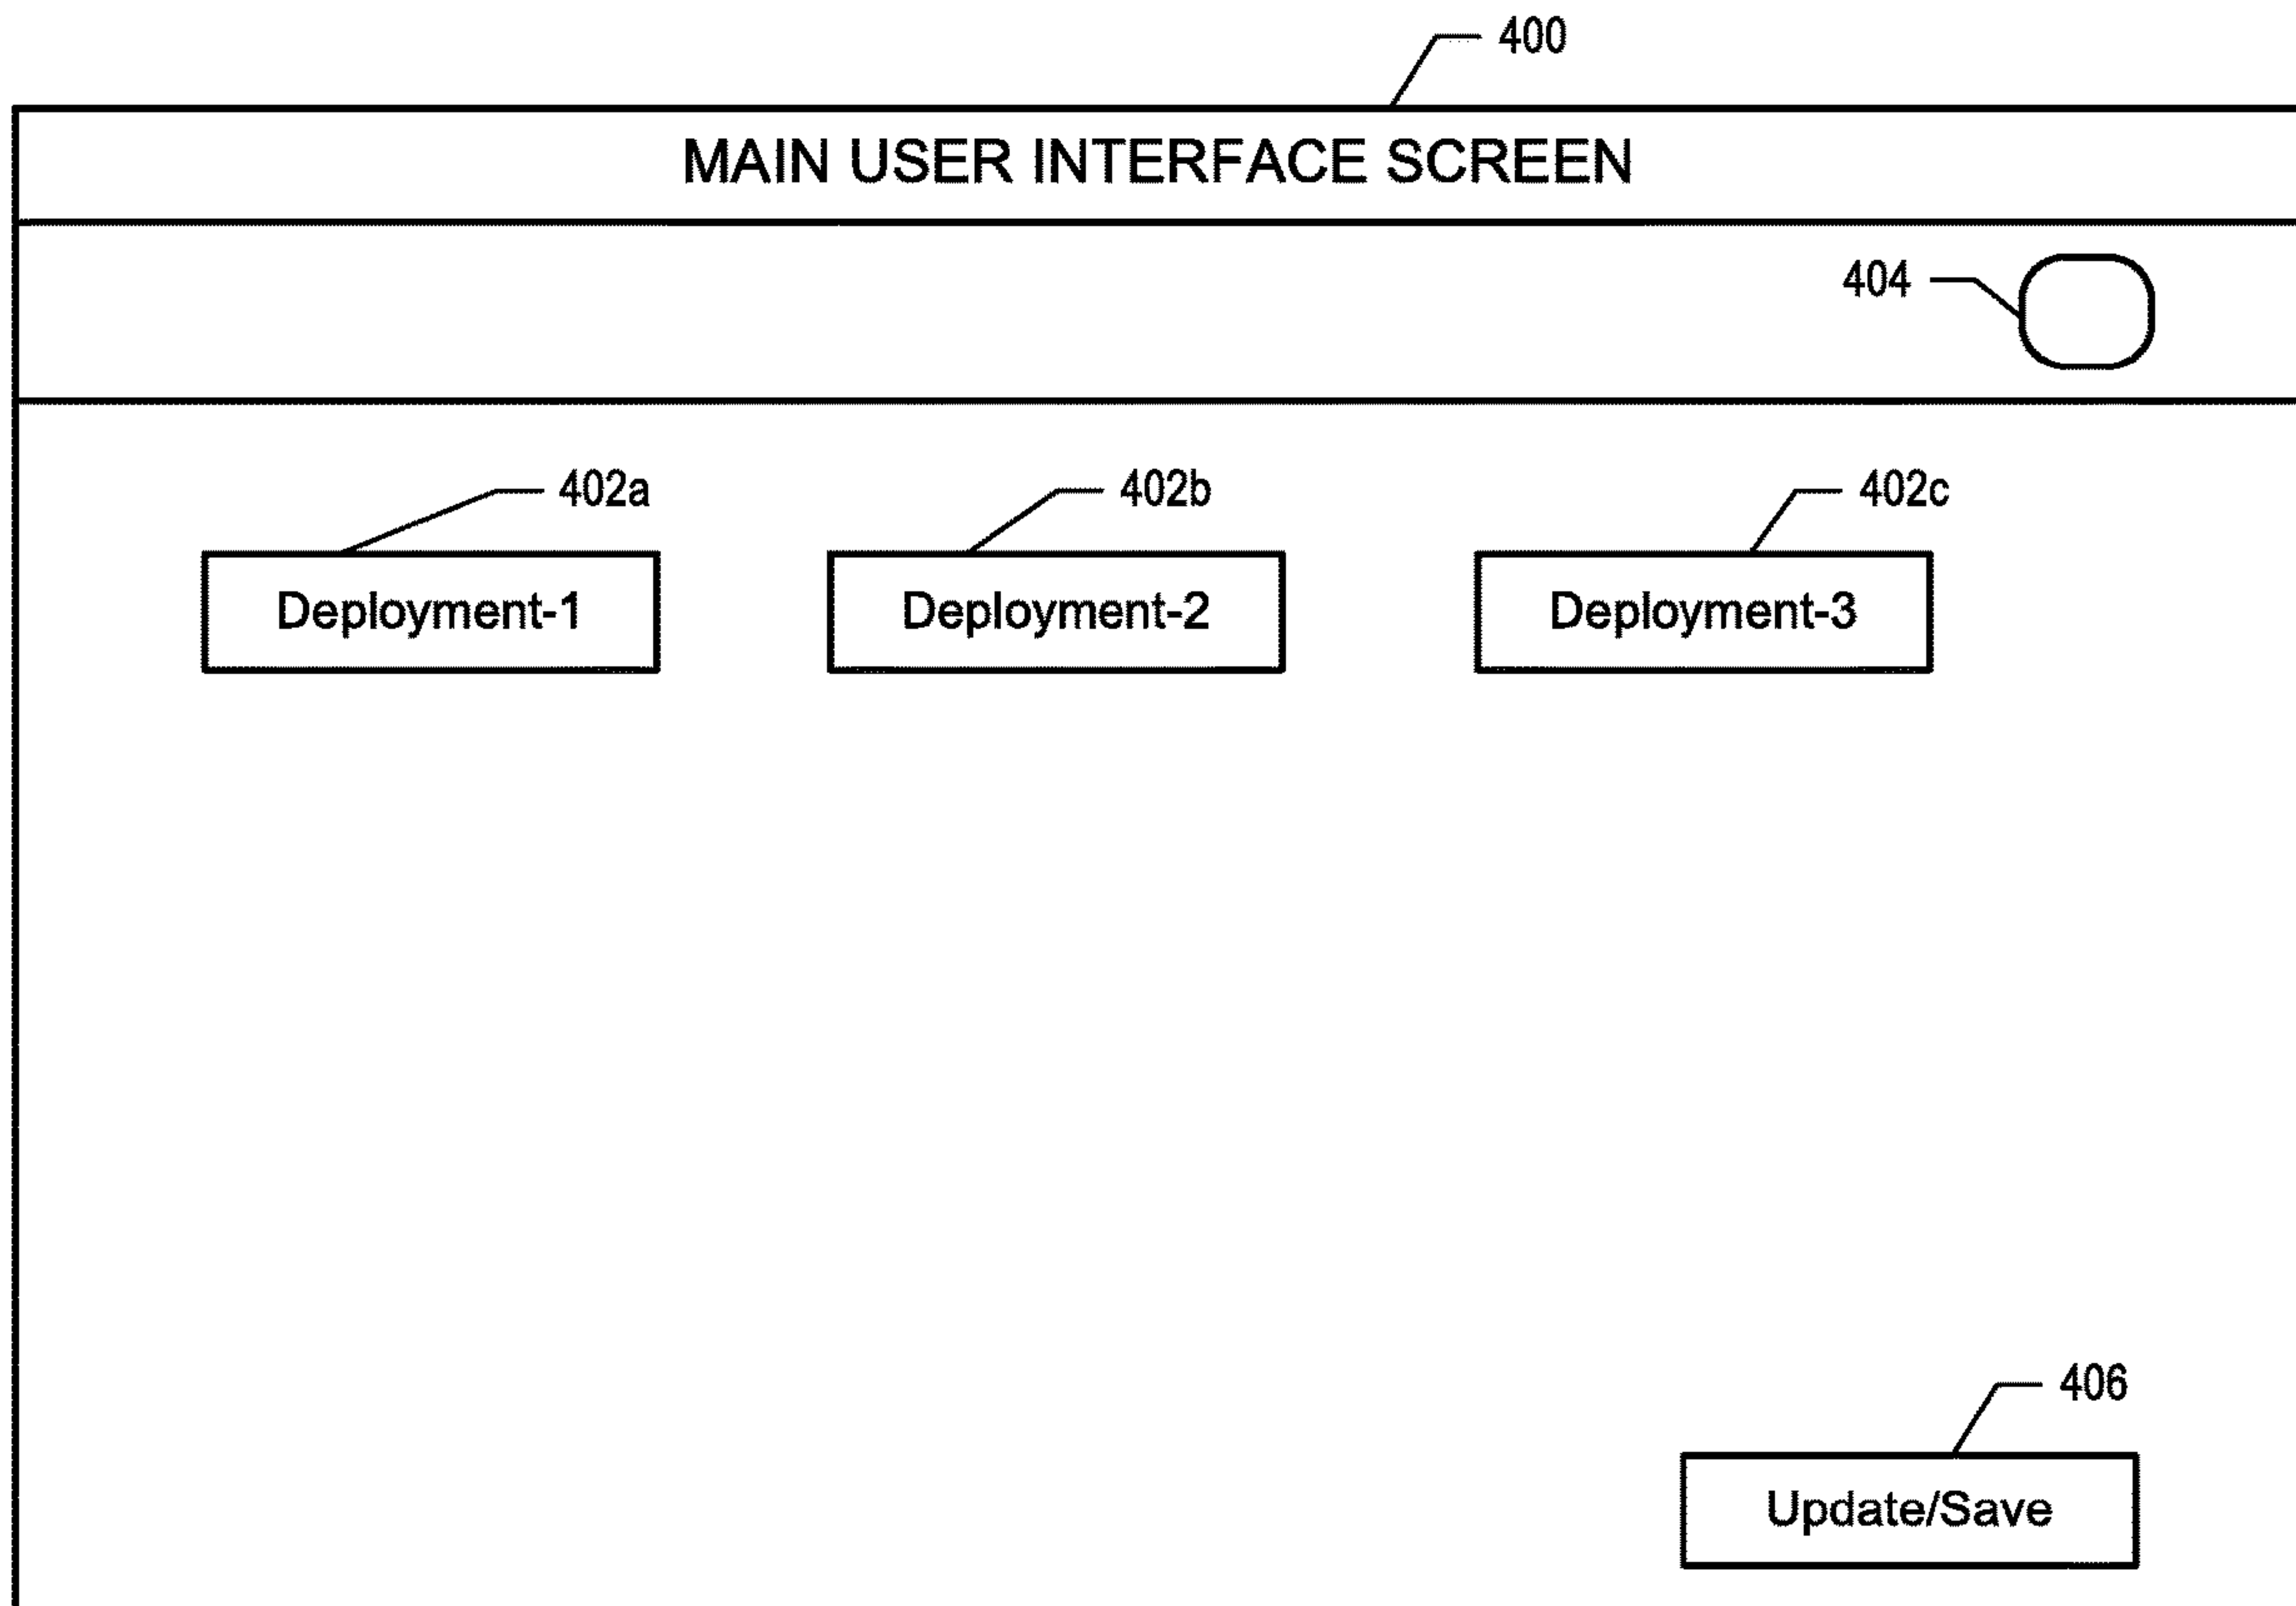 400
MAIN USER INTERFACE SCREEN
404
402a 402b 402c
Deployment-1 Deployment-2 Deployment-3
406
Update/Save